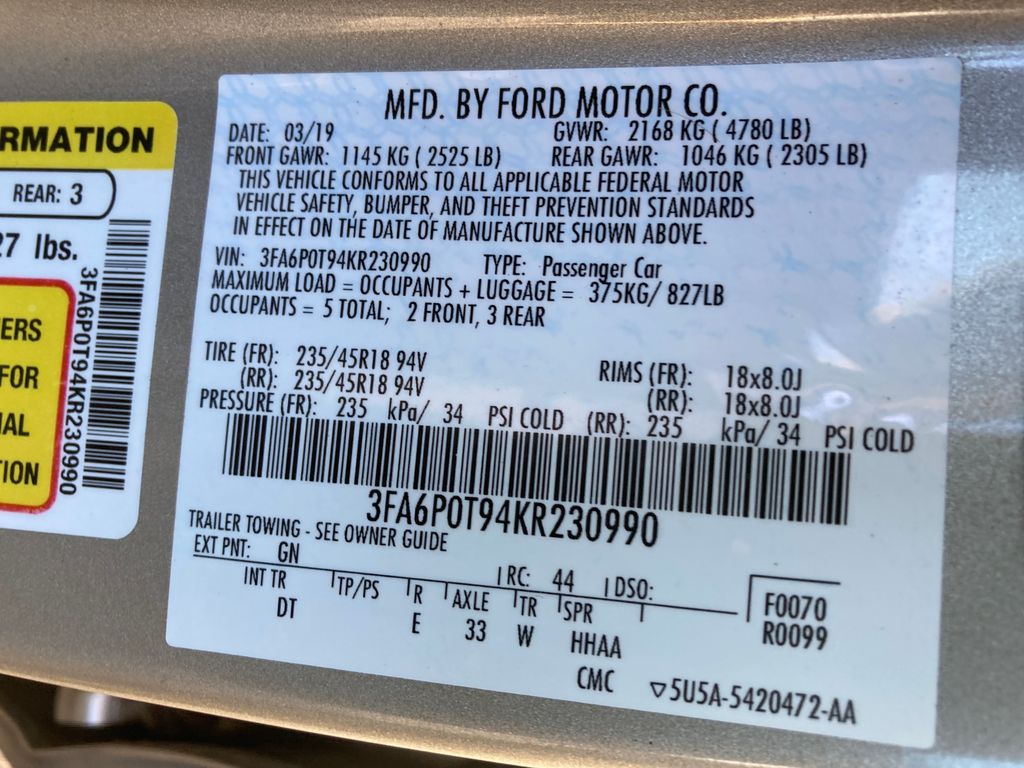 RMATION
REAR: 3
27 lbs.
3FA6P0T94KR230990
ERS
FOR
IAL
ION
MFD. BY FORD MOTOR CO.
DATE: 03/19 GVWR: 2168 KG ( 4780 LB)
FRONT GAWR: 1145 KG ( 2525 LB) REAR GAWR: 1046 KG ( 2305 LB)
THIS VEHICLE CONFORMS TO ALL APPLICABLE FEDERAL MOTOR
VEHICLE SAFETY, BUMPER, AND THEFT PREVENTION STANDARDS
IN EFFECT ON THE DATE OF MANUFACTURE SHOWN ABOVE.
VIN: 3FA6P0T94KR230990 TYPE: Passenger Car
MAXIMUM LOAD = OCCUPANTS + LUGGAGE = 375KG/ 827LB
OCCUPANTS = 5 TOTAL; 2 FRONT, 3 REAR
TIRE (FR): 235/45R18 94V RIMS (FR): 18x8.0J
(RR): 235/45R18 94V (RR): 18x8.0J
PRESSURE (FR): 235 kPa/ 34 PSI COLD (RR): 235 kPa/ 34 PSI COLD
3FA6P0T94KR230990
TRAILER TOWING - SEE OWNER GUIDE
EXT PNT: GN RC: 44 DSO:
INT TR TP/PS R AXLE TR SPR F0070
DT E 33 W HHAA R0099
CMC ▽5U5A-5420472-AA